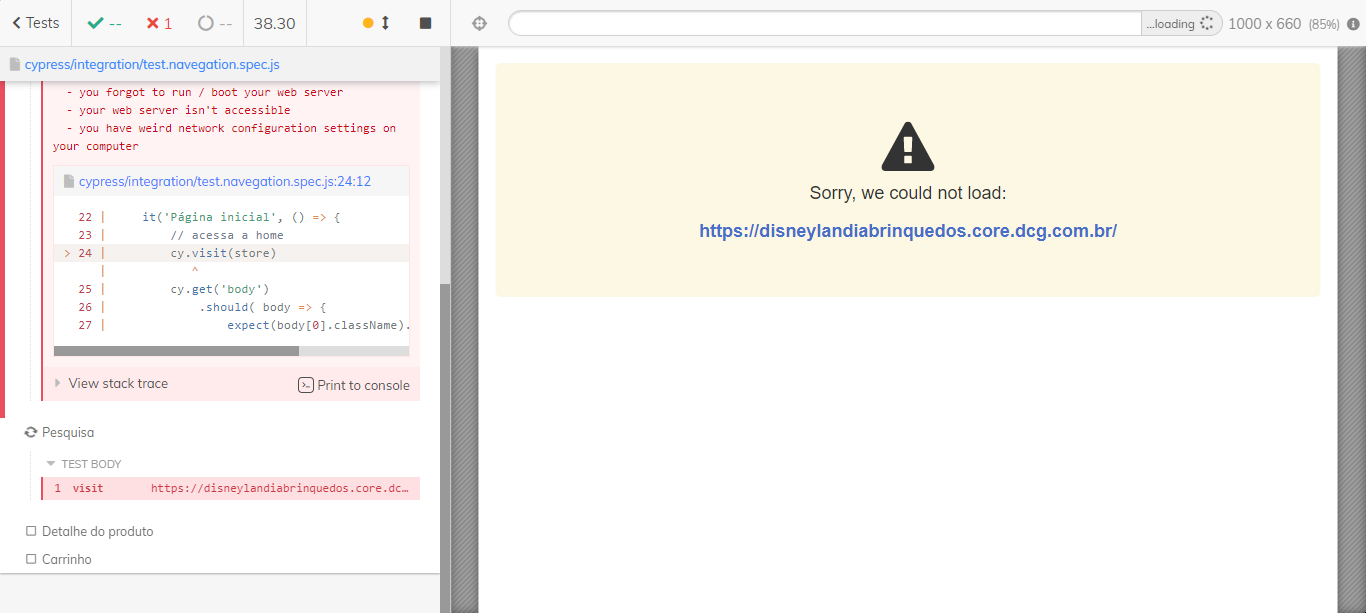 Tests
--
1
--
38.30
...loading
1000 x 660 (85%)
cypress/integration/test.navegation.spec.js
- you forgot to run / boot your web server
- your web server isn't accessible
- you have weird network configuration settings on
your computer
cypress/integration/test.navegation.spec.js:24:12
22 | it('Página inicial', () => {
23 | // acessa a home
> 24 | cy.visit(store)
| ^
25 | cy.get('body')
26 | .should( body => {
27 | expect(body[0].className).
View stack trace
Print to console
Pesquisa
TEST BODY
1 visit https://disneylandiabrinquedos.core.dc…
Detalhe do produto
Carrinho
Sorry, we could not load:
https://disneylandiabrinquedos.core.dcg.com.br/